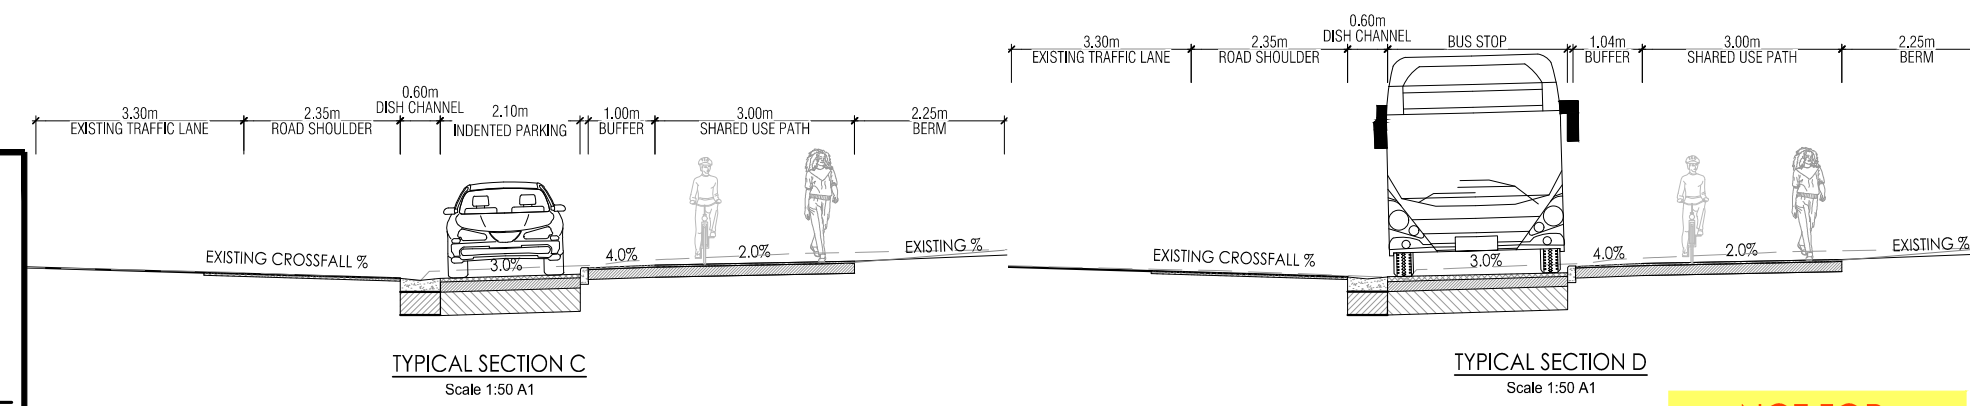 0.60m
DISH CHANNEL
3.30m
EXISTING TRAFFIC LANE
2.35m
ROAD SHOULDER
2.10m
INDENTED PARKING
1.00m
BUFFER
3.00m
SHARED USE PATH
2.25m
BERM
EXISTING CROSSFALL %
3.0%
4.0%
2.0%
EXISTING %
TYPICAL SECTION C
Scale 1:50 A1
0.60m
DISH CHANNEL
3.30m
EXISTING TRAFFIC LANE
2.35m
ROAD SHOULDER
BUS STOP
1.04m
BUFFER
3.00m
SHARED USE PATH
2.25m
BERM
EXISTING CROSSFALL %
3.0%
4.0%
2.0%
EXISTING %
TYPICAL SECTION D
Scale 1:50 A1
NOT FOR